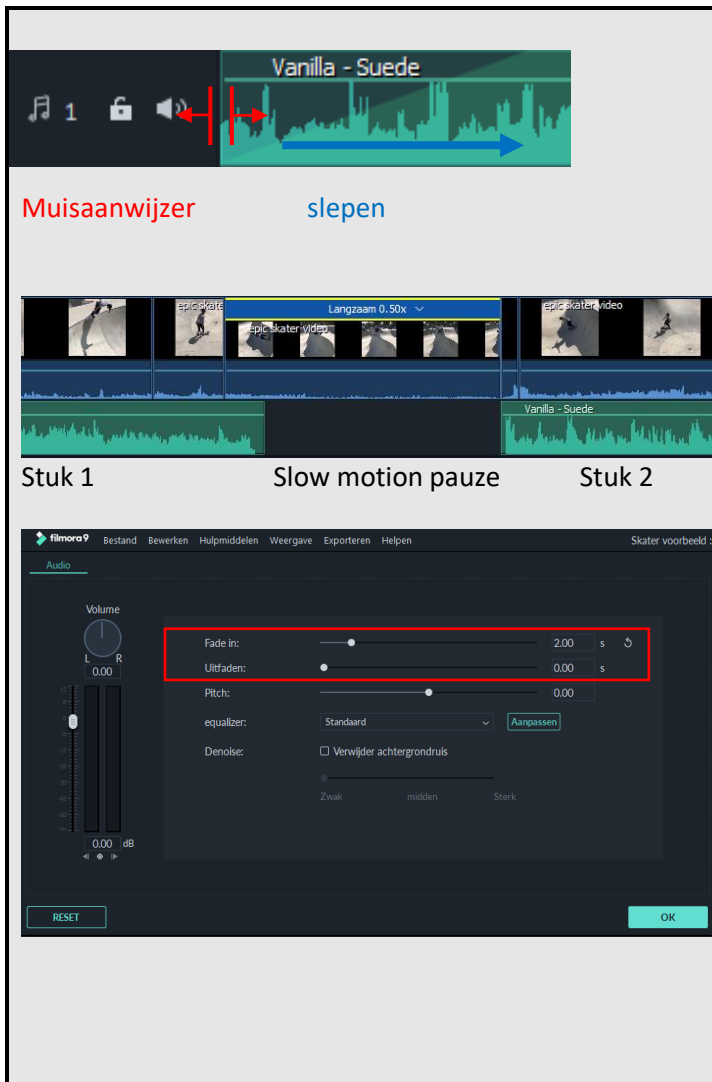 Vanilla - Suede
1
Muisaanwijzer slepen
epic skate
Langzaam 0.50x
epic skater video
epic skater video
Vanilla - Suede
Stuk 1 Slow motion pauze Stuk 2
filmora9 Bestand Bewerken Hulpmiddelen Weergave Exporteren Helpen Skater voorbeeld :
Audio
Volume
L R
0.00
Fade in: 2.00 s
Uitfaden: 0.00 s
Pitch: 0.00
equalizer: Standaard Aanpassen
Denoise: Verwijder achtergrondruis
Zwak midden Sterk
0.00 dB
RESET OK